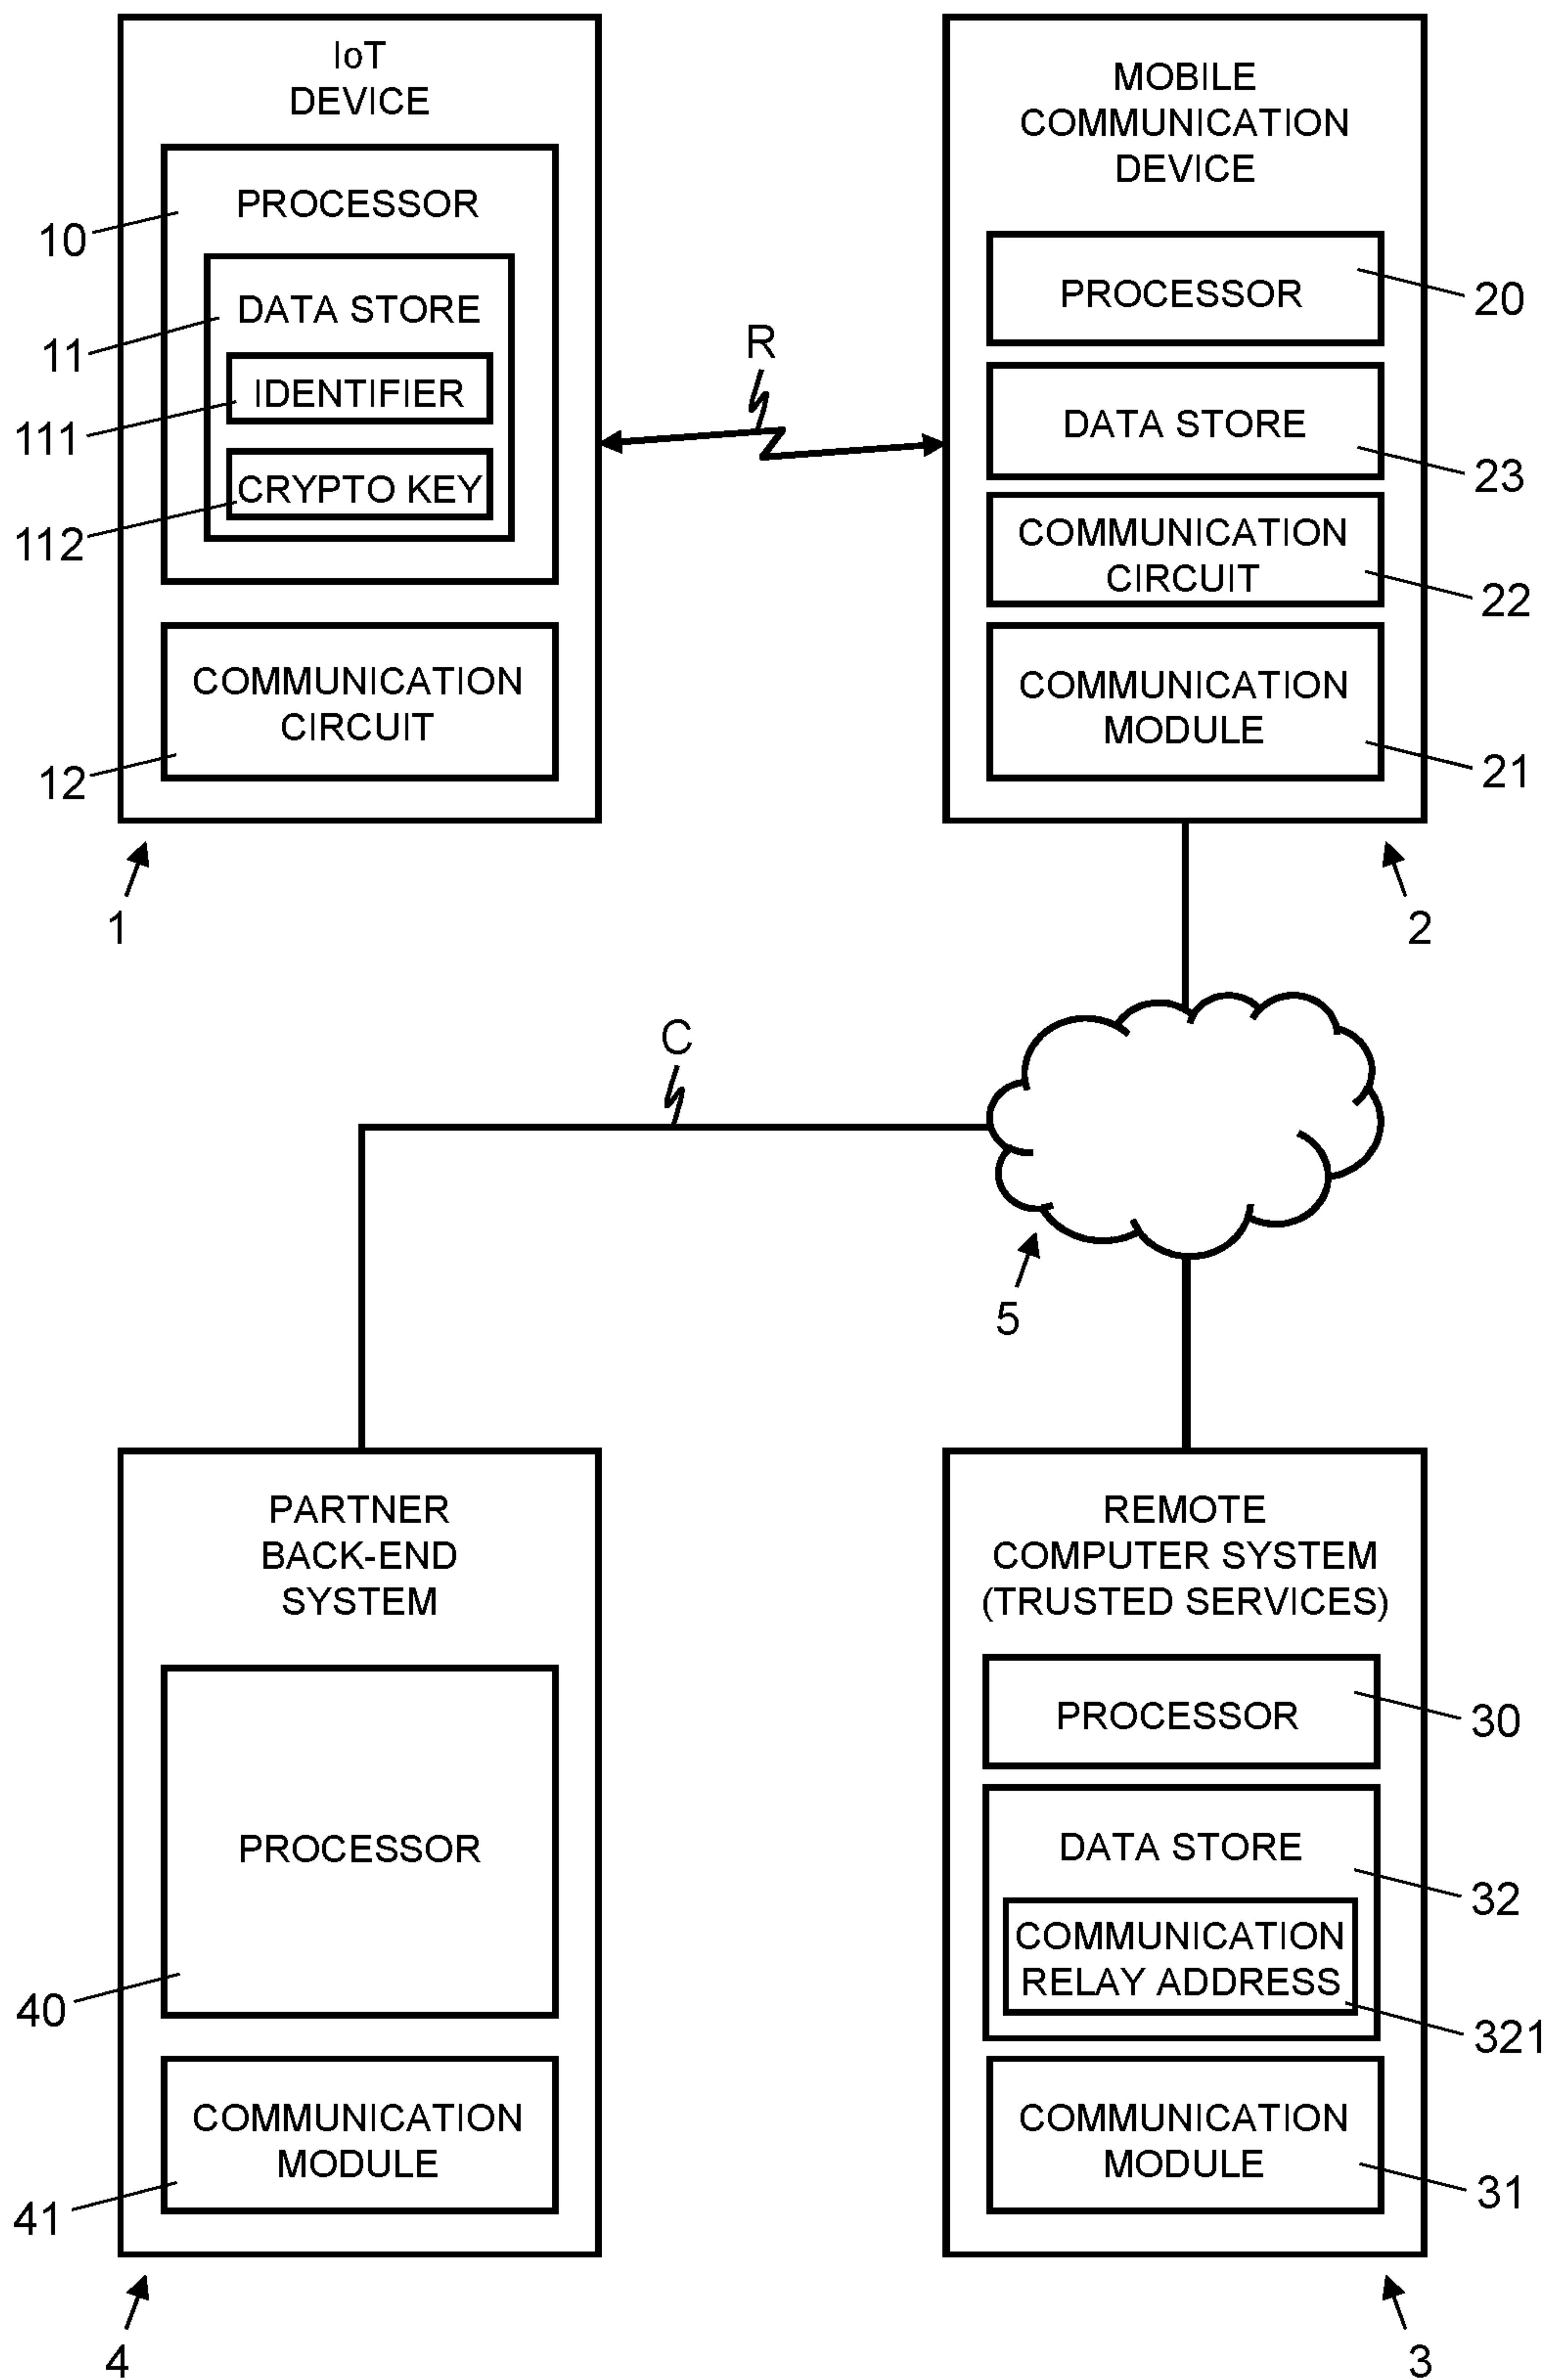 IoT
DEVICE
PROCESSOR
10
DATA STORE
11
IDENTIFIER
111
CRYPTO KEY
112
COMMUNICATION
CIRCUIT
12
1
R
MOBILE
COMMUNICATION
DEVICE
PROCESSOR
20
DATA STORE
23
COMMUNICATION
CIRCUIT
22
COMMUNICATION
MODULE
21
2
C
5
PARTNER
BACK-END
SYSTEM
PROCESSOR
40
COMMUNICATION
MODULE
41
4
REMOTE
COMPUTER SYSTEM
(TRUSTED SERVICES)
PROCESSOR
30
DATA STORE
32
COMMUNICATION
RELAY ADDRESS
321
COMMUNICATION
MODULE
31
3